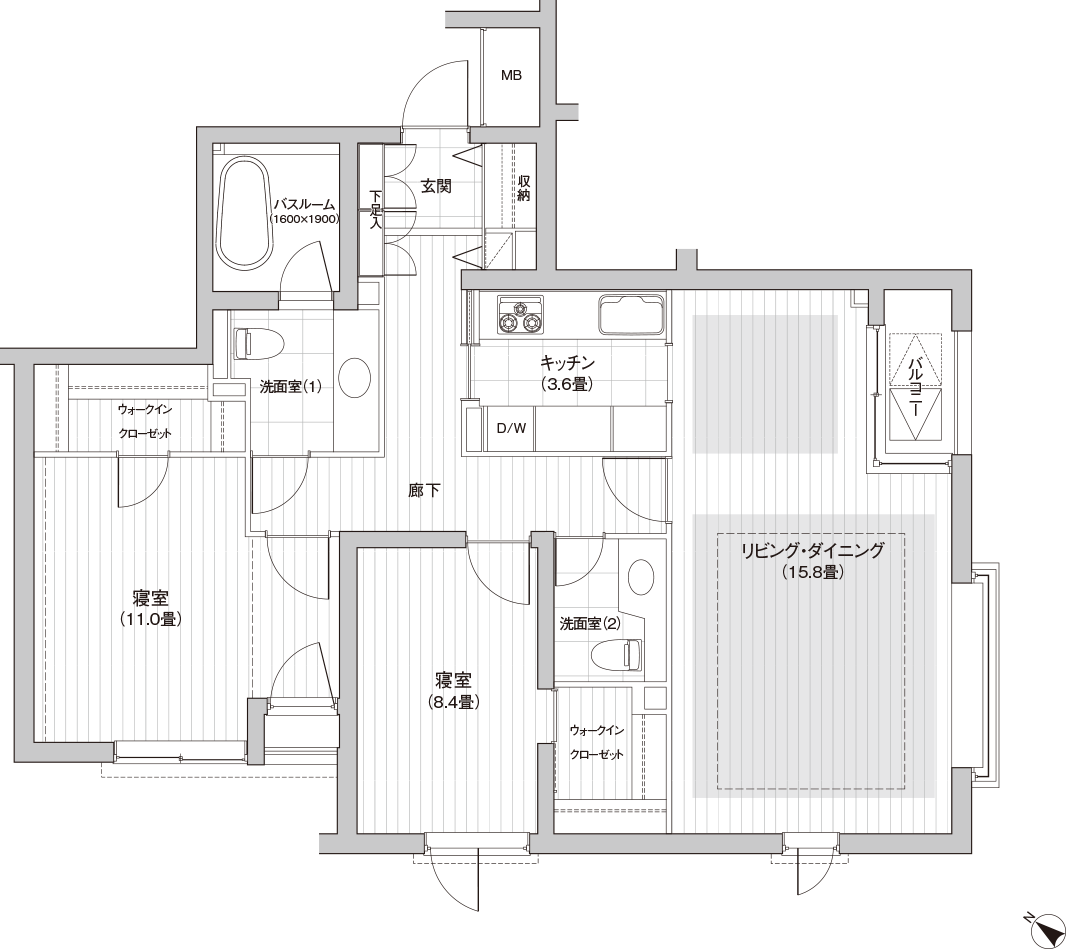 MB
玄関
収納
下足入
バスルーム
(1600×1900)
キッチン
(3.6畳)
バルコニー
洗面室(1)
ウォークイン
クローゼット
D/W
廊下
リビング・ダイニング
(15.8畳)
寝室
(11.0畳)
洗面室(2)
寝室
(8.4畳)
ウォークイン
クローゼット
N